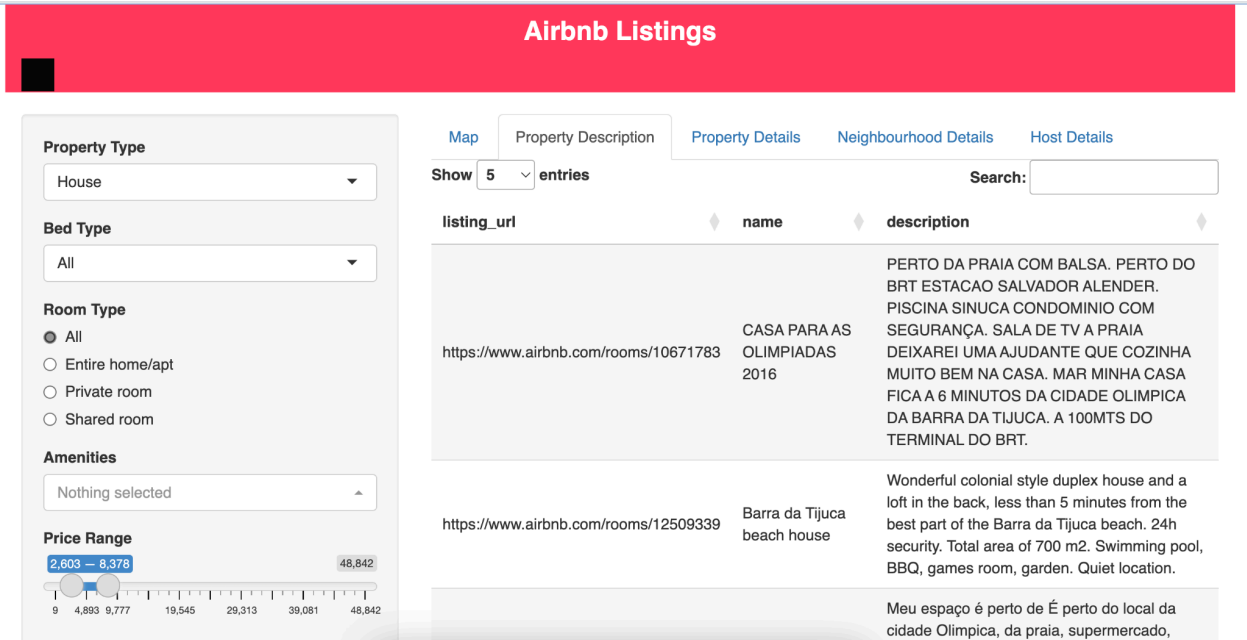 Airbnb Listings
Property Type
House
Bed Type
All
Room Type
All
Entire home/apt
Private room
Shared room
Amenities
Nothing selected
Price Range
2,603 — 8,378 48,842
9 4,893 9,777 19,545 29,313 39,081 48,842
Map Property Description Property Details Neighbourhood Details Host Details
Show 5 entries Search:
listing_url name description
https://www.airbnb.com/rooms/10671783
CASA PARA AS
OLIMPIADAS
2016
PERTO DA PRAIA COM BALSA. PERTO DO
BRT ESTACAO SALVADOR ALENDER.
PISCINA SINUCA CONDOMINIO COM
SEGURANÇA. SALA DE TV A PRAIA
DEIXAREI UMA AJUDANTE QUE COZINHA
MUITO BEM NA CASA. MAR MINHA CASA
FICA A 6 MINUTOS DA CIDADE OLIMPICA
DA BARRA DA TIJUCA. A 100MTS DO
TERMINAL DO BRT.
https://www.airbnb.com/rooms/12509339
Barra da Tijuca
beach house
Wonderful colonial style duplex house and a
loft in the back, less than 5 minutes from the
best part of the Barra da Tijuca beach. 24h
security. Total area of 700 m2. Swimming pool,
BBQ, games room, garden. Quiet location.
Meu espaço é perto de É perto do local da
cidade Olimpica, da praia, supermercado,